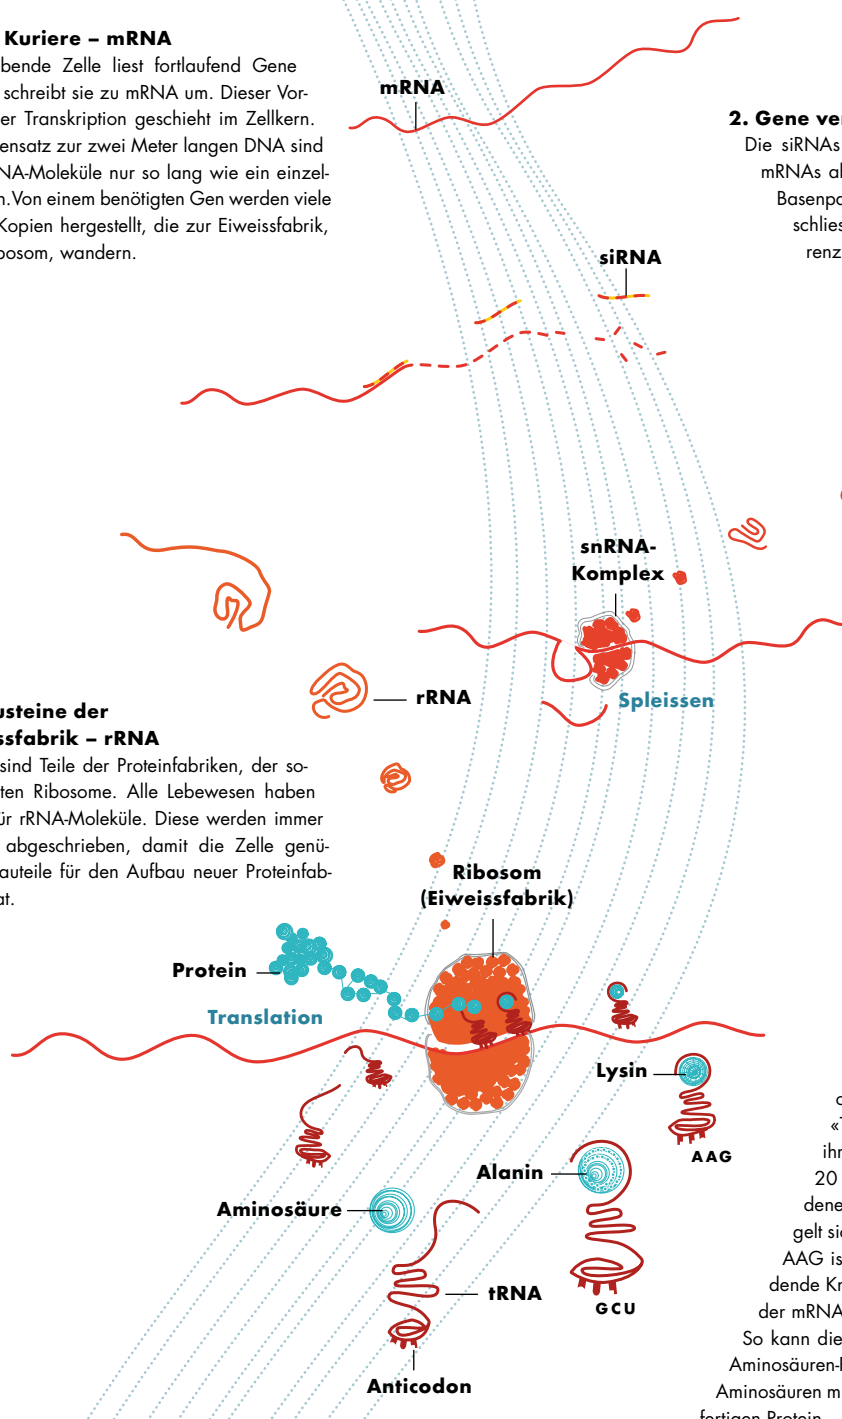 Kuriere – mRNA
bende Zelle liest fortlaufend Gene
schreibt sie zu mRNA um. Dieser Vor-
er Transkription geschieht im Zellkern.
ensatz zur zwei Meter langen DNA sind
NA-Moleküle nur so lang wie ein einzel-
n. Von einem benötigten Gen werden viele
Kopien hergestellt, die zur Eiweissfabrik,
bosom, wandern.
mRNA
2. Gene ver
Die siRNAs
mRNAs al
Basenpa
schlies
renz
siRNA
snRNA-
Komplex
Spleissen
rRNA
usteine der
ssfabrik – rRNA
sind Teile der Proteinfabriken, der so-
ten Ribosome. Alle Lebewesen haben
ür rRNA-Moleküle. Diese werden immer
abgeschrieben, damit die Zelle genü-
auteile für den Aufbau neuer Proteinfab-
at.
Ribosom
(Eiweissfabrik)
Protein
Translation
Lysin
AAG
Alanin
GCU
Aminosäure
tRNA
Anticodon
«T
ihr
20
dene
gelt sic
AAG is
dende Kr
der mRNA
So kann die
Aminosäuren-
Aminosäuren m
fertigen Protein